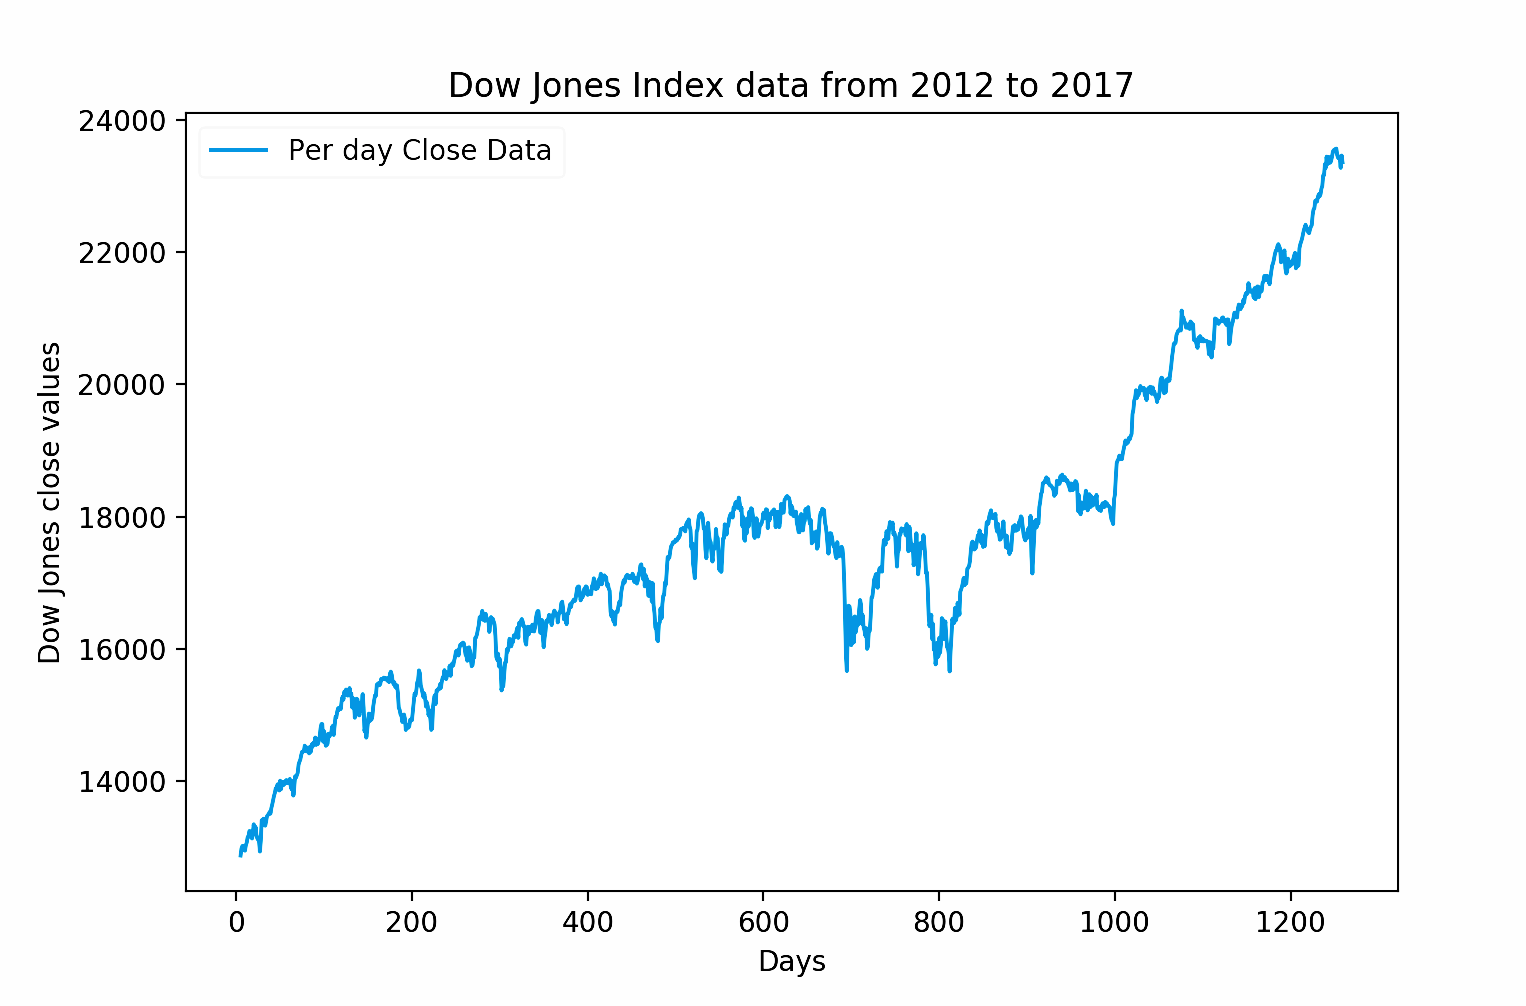 Dow Jones Index data from 2012 to 2017
Per day Close Data
24000
22000
20000
18000
16000
14000
Dow Jones close values
0 200 400 600 800 1000 1200
Days